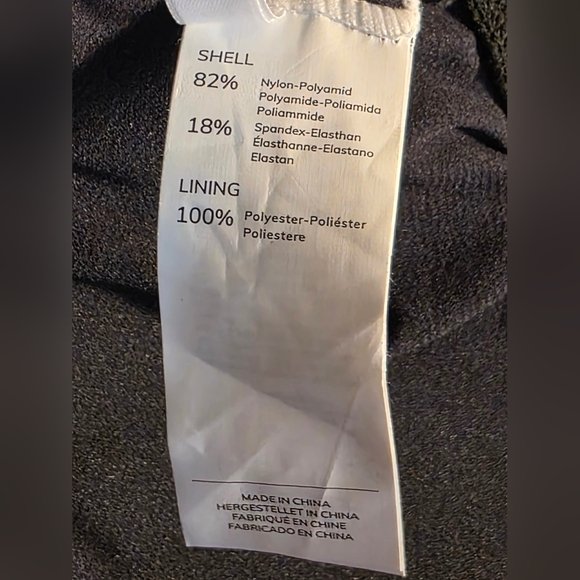 SHELL
82% Nylon-Polyamid
Polyamide-Poliamida
Poliammide
18% Spandex-Elasthan
Élasthanne-Elastano
Elastan
LINING
100% Polyester-Poliéster
Poliestere
MADE IN CHINA
HERGESTELLET IN CHINA
FABRIQUÉ EN CHINE
FABRICADO EN CHINA